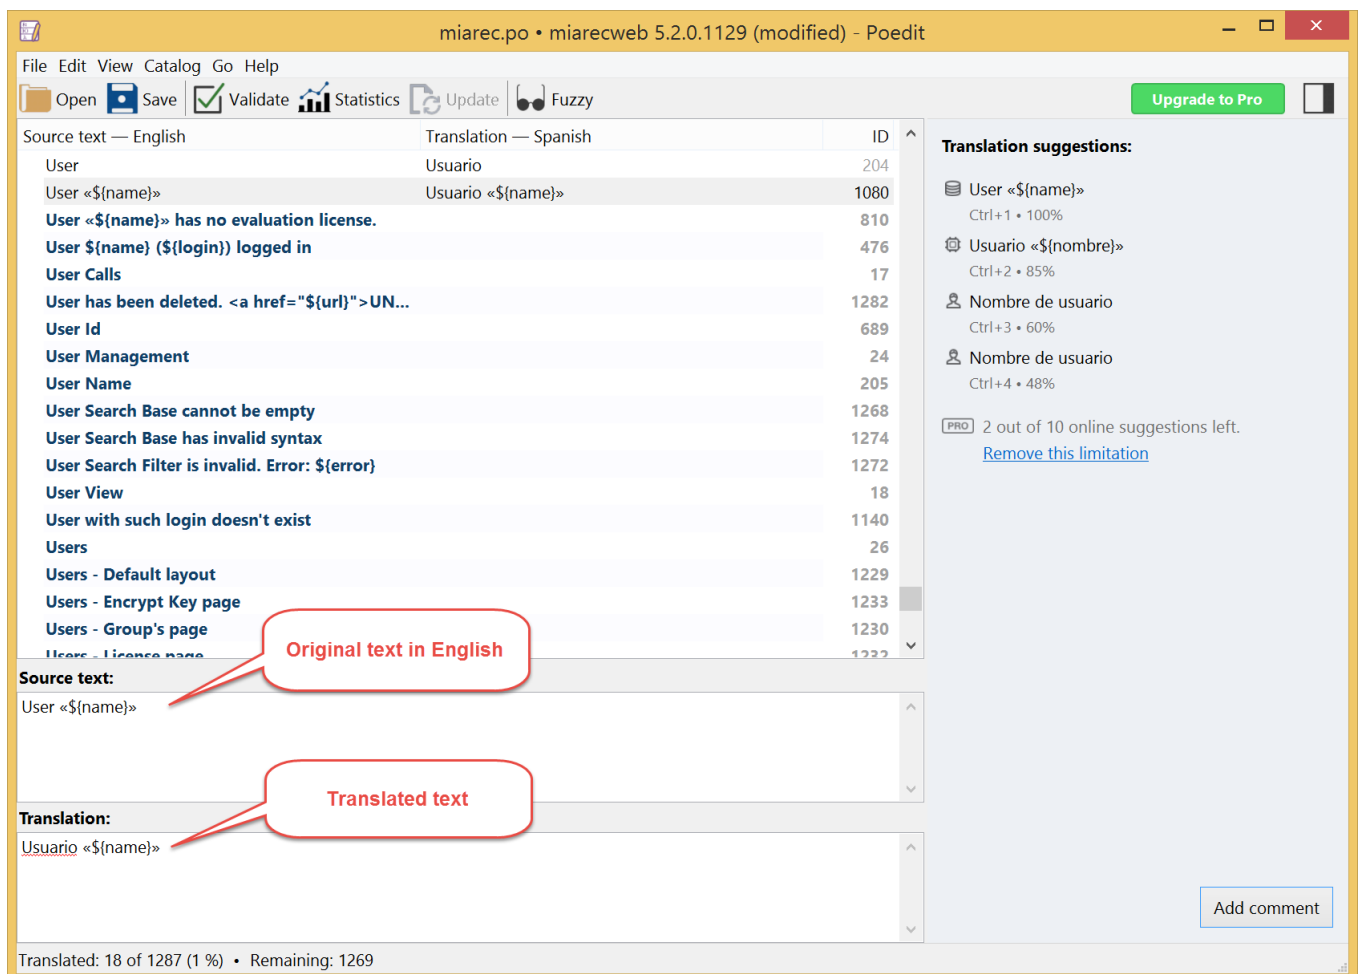 miarec.po • miarecweb 5.2.0.1129 (modified) - Poedit
File Edit View Catalog Go Help
Open Save Validate Statistics Update Fuzzy Upgrade to Pro
Source text — English Translation — Spanish ID
User Usuario 204
User «${name}» Usuario «${name}» 1080
User «${name}» has no evaluation license. 810
User ${name} (${login}) logged in 476
User Calls 17
User has been deleted. <a href="${url}">UN... 1282
User Id 689
User Management 24
User Name 205
User Search Base cannot be empty 1268
User Search Base has invalid syntax 1274
User Search Filter is invalid. Error: ${error} 1272
User View 18
User with such login doesn't exist 1140
Users 26
Users - Default layout 1229
Users - Encrypt Key page 1233
Users - Group's page 1230
Users - License page 1232
Original text in English
Source text:
User «${name}»
Translated text
Translation:
Usuario «${name}»
Translated: 18 of 1287 (1 %) • Remaining: 1269
Translation suggestions:
User «${name}»
Ctrl+1 • 100%
Usuario «${nombre}»
Ctrl+2 • 85%
Nombre de usuario
Ctrl+3 • 60%
Nombre de usuario
Ctrl+4 • 48%
PRO 2 out of 10 online suggestions left.
Remove this limitation
Add comment